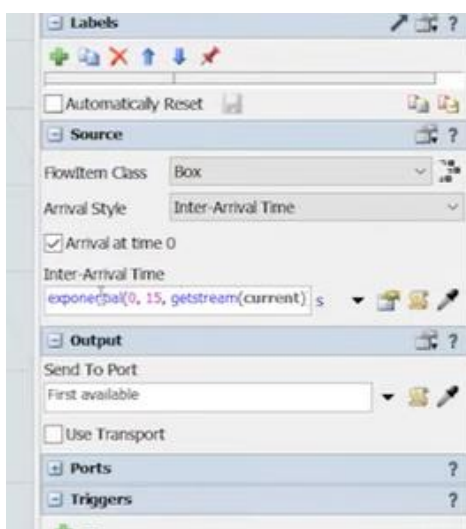 Labels
?
Automatically Reset
Source
?
FlowItem Class Box
Arrival Style Inter-Arrival Time
Arrival at time 0
Inter-Arrival Time
exponential(0, 15, getstream(current) s
Output
?
Send To Port
First available
Use Transport
Ports
?
Triggers
?